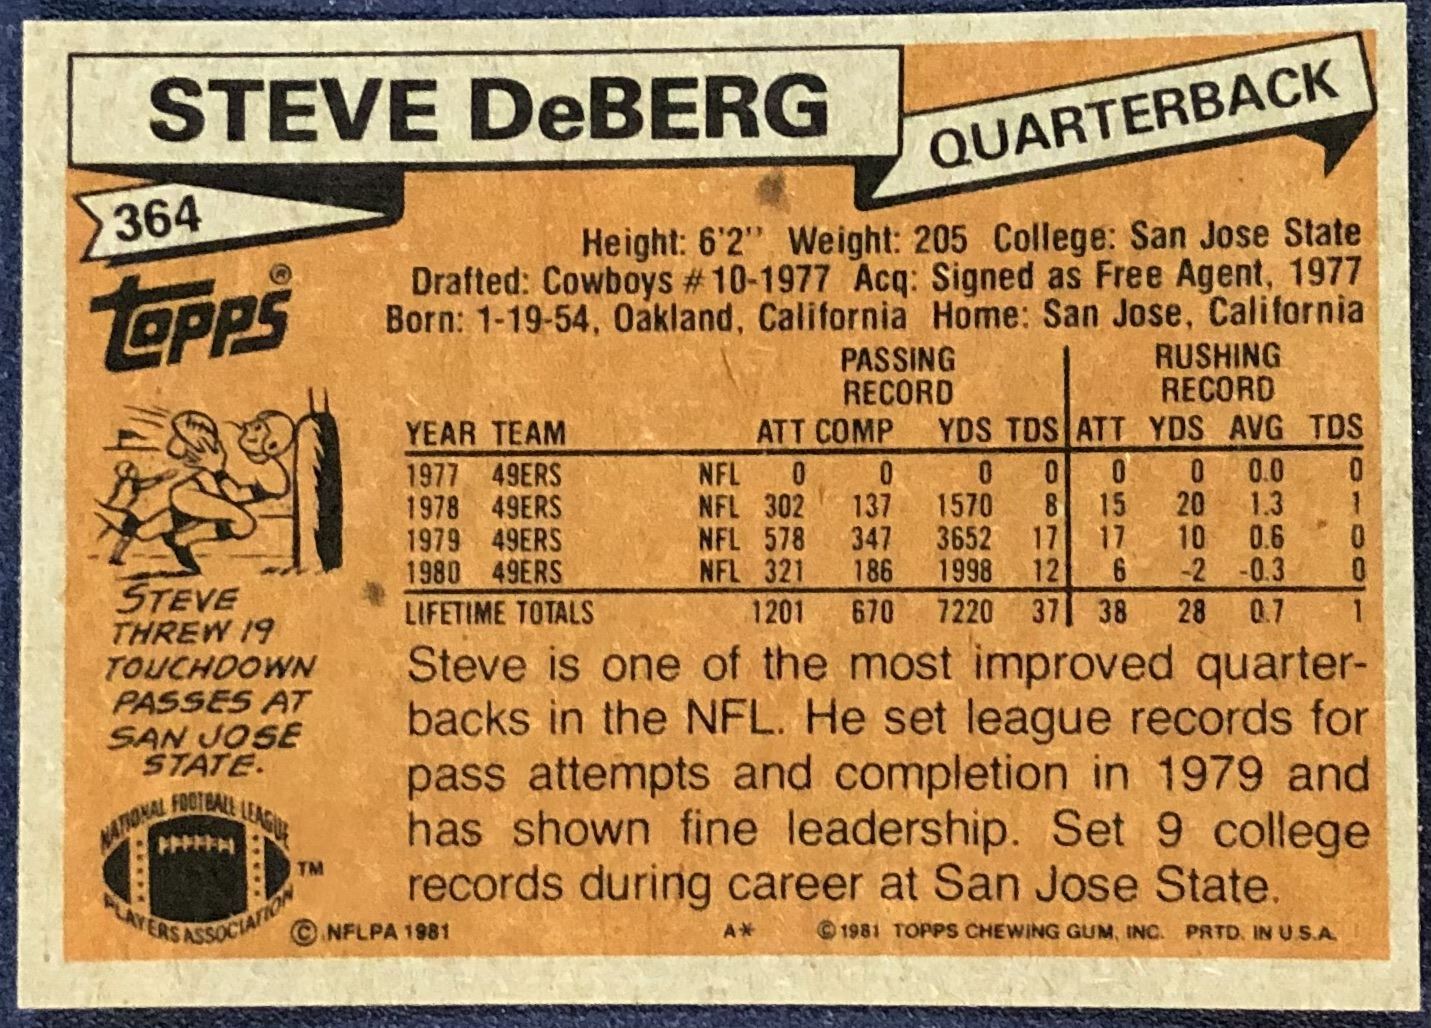 STEVE DeBERG
QUARTERBACK
364
Topps®
Height: 6'2" Weight: 205 College: San Jose State
Drafted: Cowboys #10-1977 Acq: Signed as Free Agent, 1977
Born: 1-19-54, Oakland, California Home: San Jose, California
PASSING RECORD RUSHING RECORD
YEAR TEAM ATT COMP YDS TDS ATT YDS AVG TDS
1977 49ERS NFL 0 0 0 0 0 0 0.0 0
1978 49ERS NFL 302 137 1570 8 15 20 1.3 1
1979 49ERS NFL 578 347 3652 17 17 10 0.6 0
1980 49ERS NFL 321 186 1998 12 6 -2 -0.3 0
LIFETIME TOTALS 1201 670 7220 37 38 28 0.7 1
STEVE
THREW 19
TOUCHDOWN
PASSES AT
SAN JOSE
STATE.
Steve is one of the most improved quarter-
backs in the NFL. He set league records for
pass attempts and completion in 1979 and
has shown fine leadership. Set 9 college
records during career at San Jose State.
NATIONAL FOOTBALL LEAGUE
PLAYERS ASSOCIATION ™
© NFLPA 1981 A* © 1981 TOPPS CHEWING GUM, INC. PRTD. IN U.S.A.